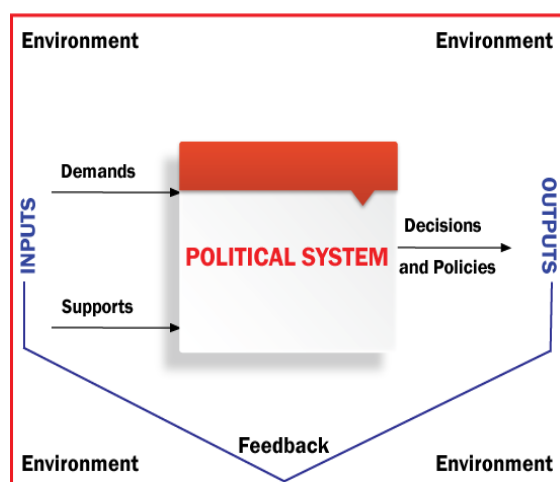 Environment
Environment
Demands
INPUTS
POLITICAL SYSTEM
Decisions
and Policies
OUTPUTS
Supports
Feedback
Environment
Environment